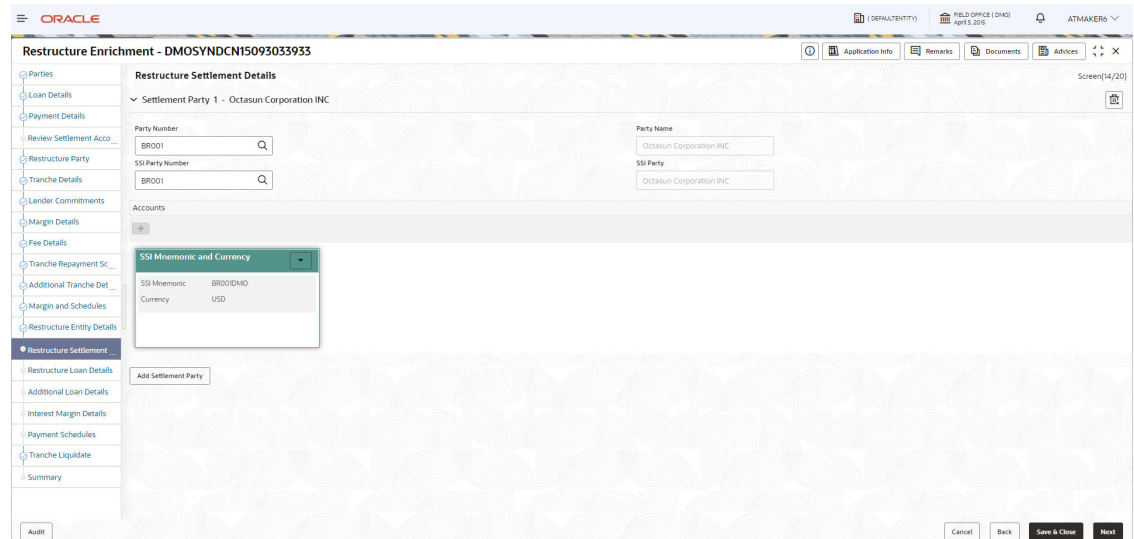 ORACLE
( DEFAULTENTITY)
FIELD OFFICE ( DMO)
April 3, 2015
ATMAKER6
Restructure Enrichment - DMOSYNDCN15093033933
Application Info
Remarks
Documents
Advices
Parties
Loan Details
Payment Details
Review Settlement Acco...
Restructure Party
Tranche Details
Lender Commitments
Margin Details
Fee Details
Tranche Repayment Sc...
Additional Tranche Det...
Margin and Schedules
Restructure Entity Details
Restructure Settlement ...
Restructure Loan Details
Additional Loan Details
Interest Margin Details
Payment Schedules
Tranche Liquidate
Summary
Restructure Settlement Details
Screen(14/20)
Settlement Party 1 - Octasun Corporation INC
Party Number
Party Name
BR001
Octasun Corporation INC
SSI Party Number
SSI Party
BR001
Octasun Corporation INC
Accounts
SSI Mnemonic and Currency
SSI Mnemonic BR001DMO
Currency USD
Add Settlement Party
Audit
Cancel
Back
Save & Close
Next